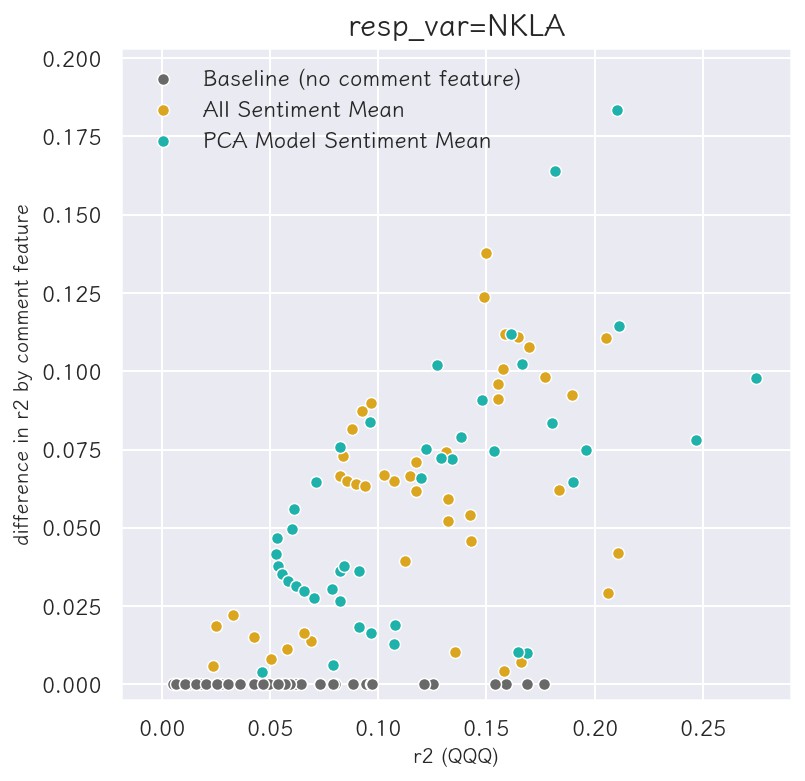 resp_var=NKLA
0.200
0.175
0.150
0.125
0.100
0.075
0.050
0.025
0.000
difference in r2 by comment feature
Baseline (no comment feature)
All Sentiment Mean
PCA Model Sentiment Mean
0.00 0.05 0.10 0.15 0.20 0.25
r2 (QQQ)